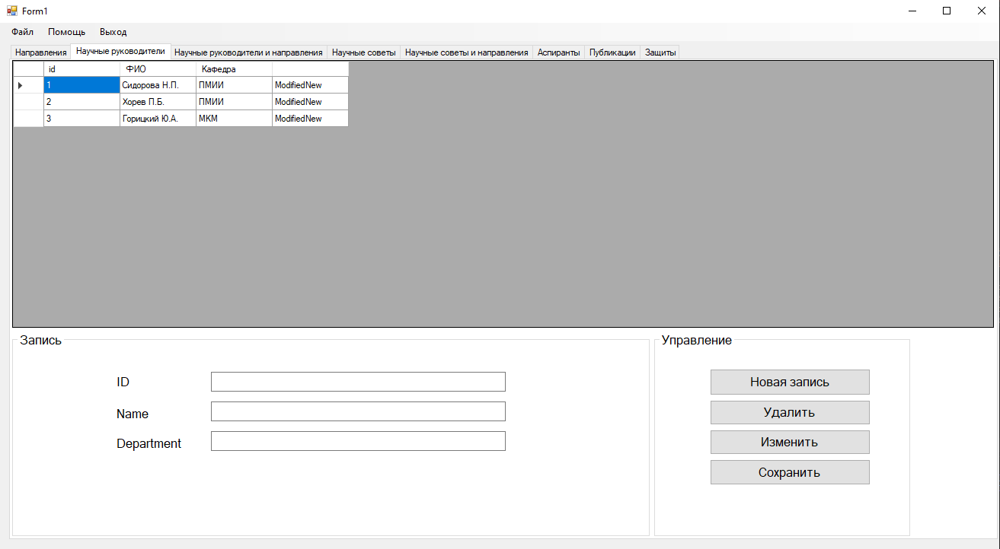 Form1
Файл Помощь Выход
Направления Научные руководители Научные руководители и направления Научные советы Научные советы и направления Аспиранты Публикации Защиты
id ФИО Кафедра
1 Сидорова Н.П. ПМИИ ModifiedNew
2 Хорев П.Б. ПМИИ ModifiedNew
3 Горицкий Ю.А. МКМ ModifiedNew
Запись
ID
Name
Department
Управление
Новая запись
Удалить
Изменить
Сохранить